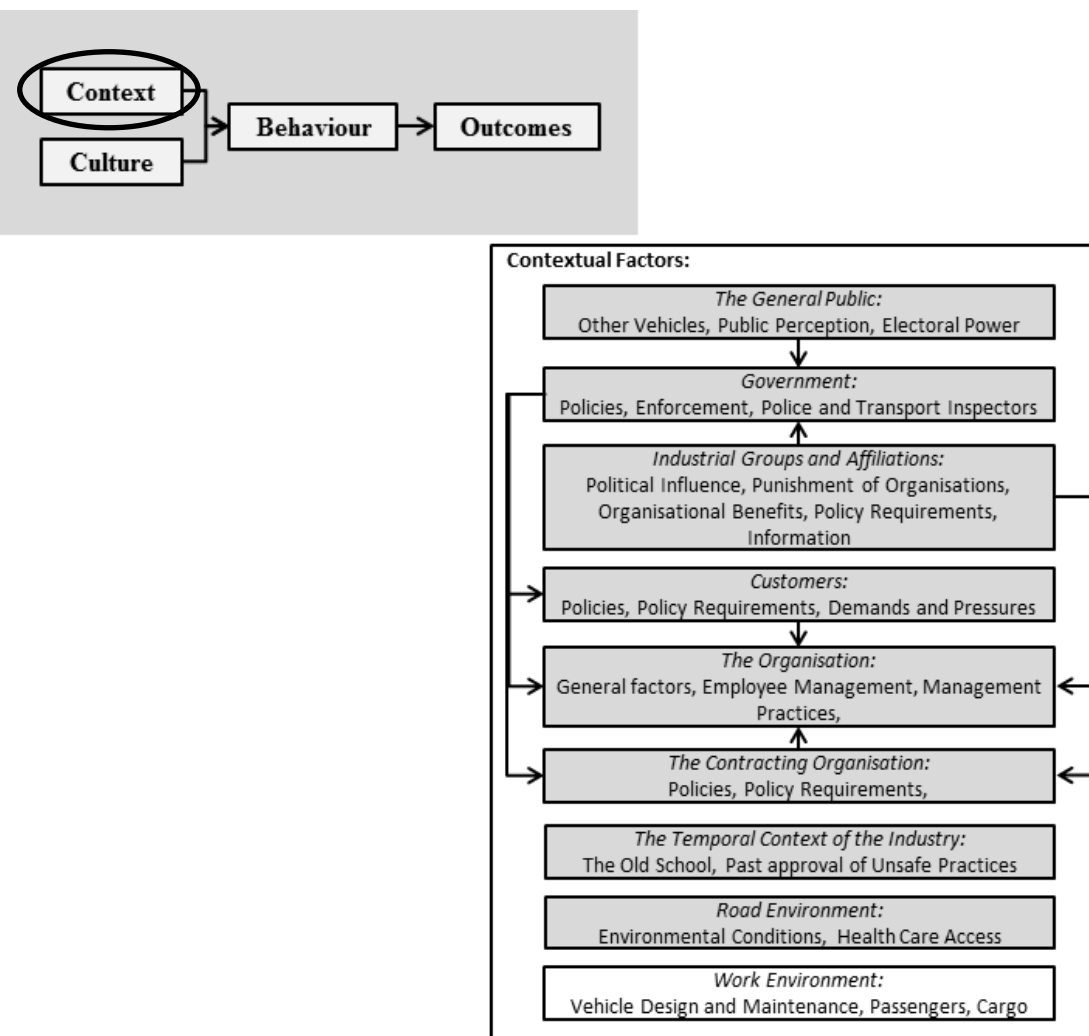 Context
Culture
Behaviour
Outcomes
Contextual Factors:
The General Public:
Other Vehicles, Public Perception, Electoral Power
Government:
Policies, Enforcement, Police and Transport Inspectors
Industrial Groups and Affiliations:
Political Influence, Punishment of Organisations,
Organisational Benefits, Policy Requirements,
Information
Customers:
Policies, Policy Requirements, Demands and Pressures
The Organisation:
General factors, Employee Management, Management
Practices,
The Contracting Organisation:
Policies, Policy Requirements,
The Temporal Context of the Industry:
The Old School, Past approval of Unsafe Practices
Road Environment:
Environmental Conditions, Health Care Access
Work Environment:
Vehicle Design and Maintenance, Passengers, Cargo